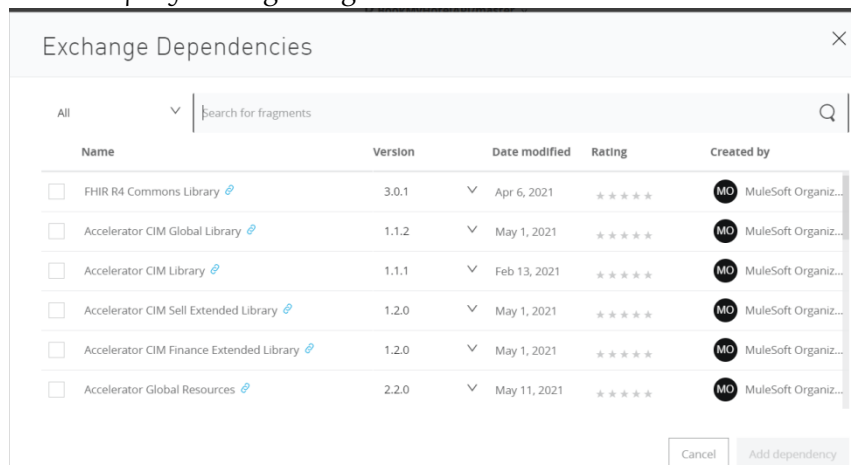 Exchange Dependencies
All
Search for fragments
Name Version Date modified Rating Created by
FHIR R4 Commons Library 3.0.1 Apr 6, 2021 MO MuleSoft Organiz...
Accelerator CIM Global Library 1.1.2 May 1, 2021 MO MuleSoft Organiz...
Accelerator CIM Library 1.1.1 Feb 13, 2021 MO MuleSoft Organiz...
Accelerator CIM Sell Extended Library 1.2.0 May 1, 2021 MO MuleSoft Organiz...
Accelerator CIM Finance Extended Library 1.2.0 May 1, 2021 MO MuleSoft Organiz...
Accelerator Global Resources 2.2.0 May 11, 2021 MO MuleSoft Organiz...
Cancel Add dependency